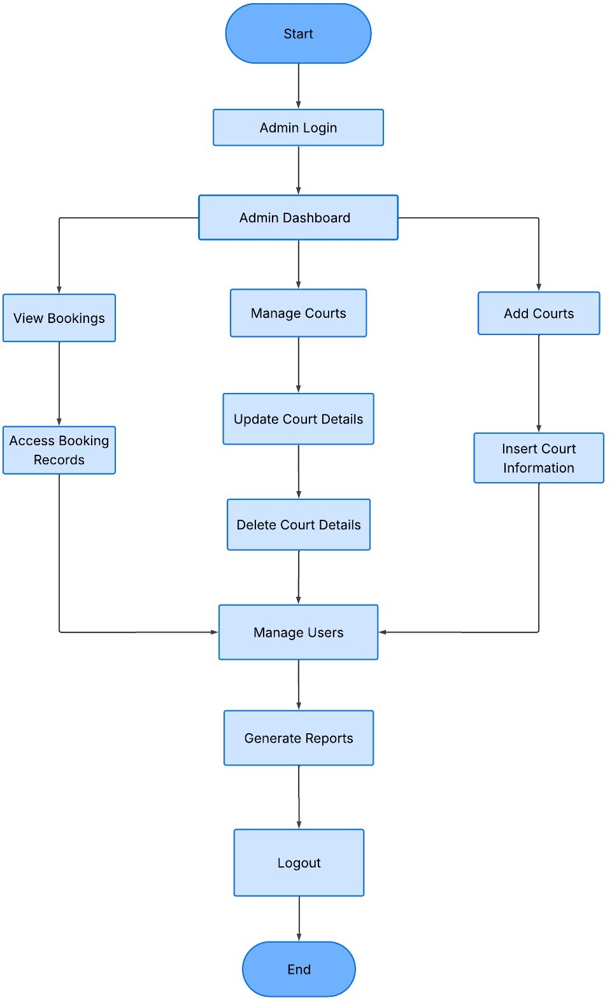 Start
Admin Login
Admin Dashboard
View Bookings
Manage Courts
Add Courts
Update Court Details
Access Booking
Records
Insert Court
Information
Delete Court Details
Manage Users
Generate Reports
Logout
End